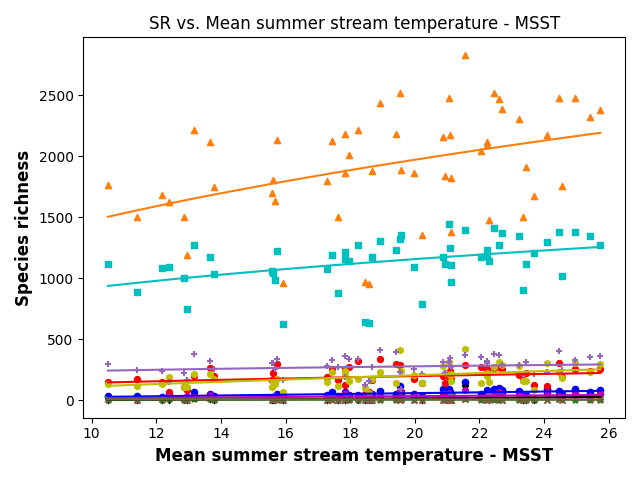 SR vs. Mean summer stream temperature - MSST
Species richness
2500
2000
1500
1000
500
0
10 12 14 16 18 20 22 24 26
Mean summer stream temperature - MSST